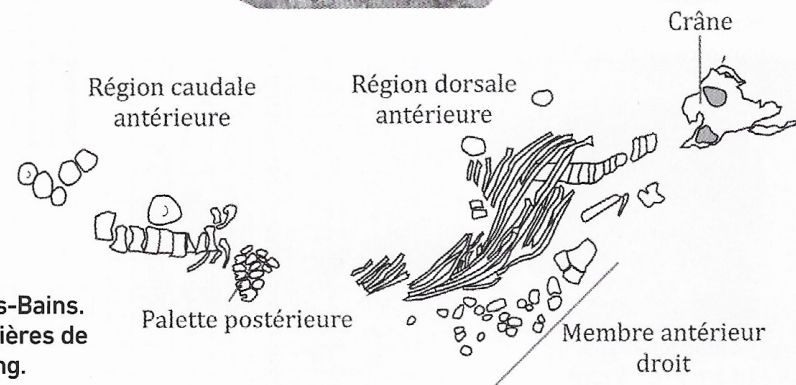 Crâne
Région caudale
antérieure
Région dorsale
antérieure
s-Bains.
ières de
ng.
Palette postérieure
Membre antérieur
droit